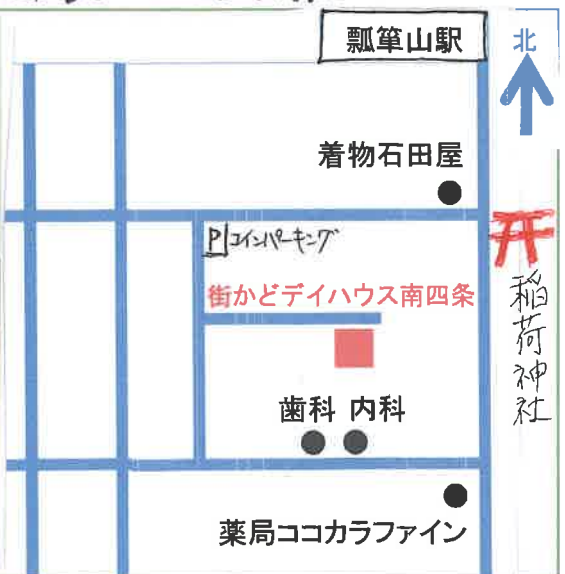 瓢箪山駅
北
着物石田屋
P コインパーキング
街かどデイハウス南四条
稲荷神社
歯科 内科
薬局ココカラファイン